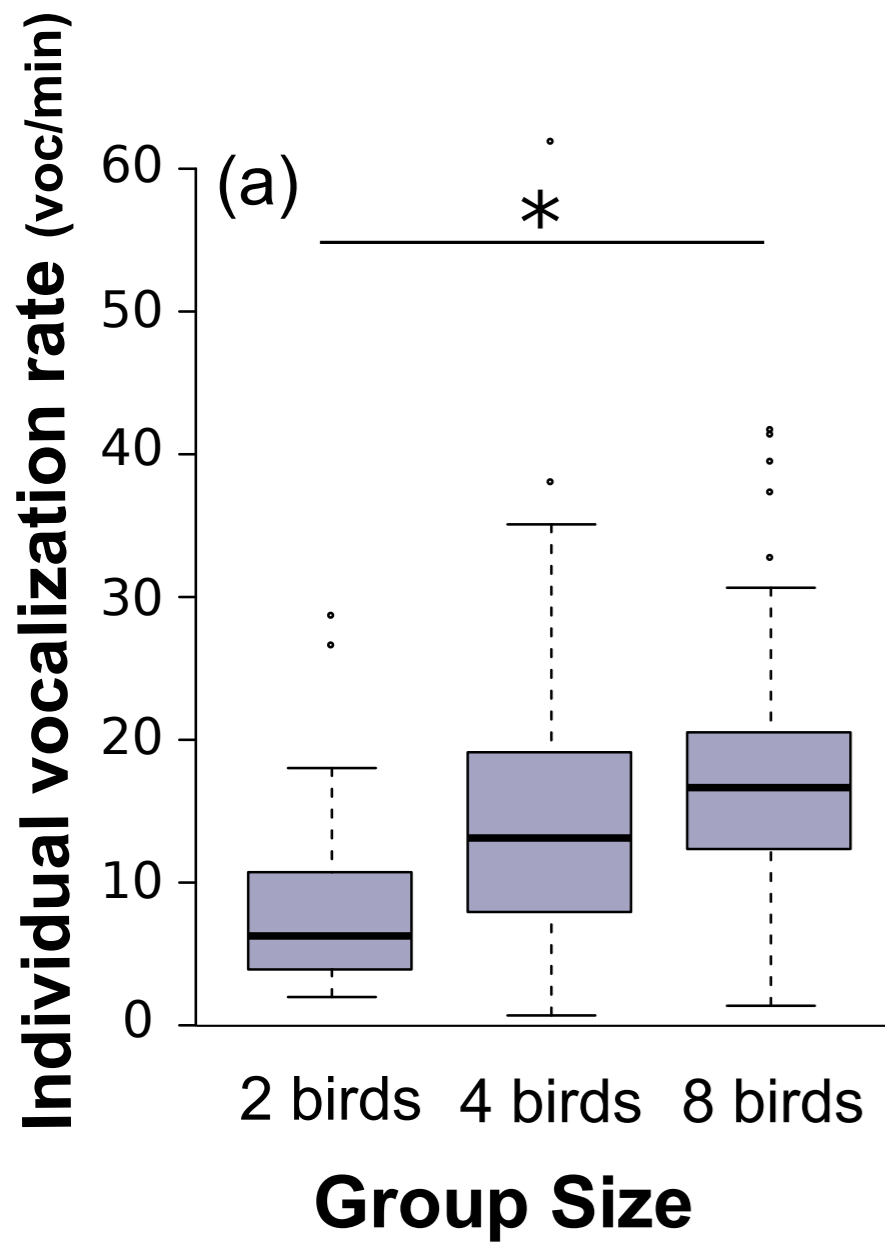 Individual vocalization rate (voc/min)
(a)
*
60
50
40
30
20
10
0
2 birds 4 birds 8 birds
Group Size